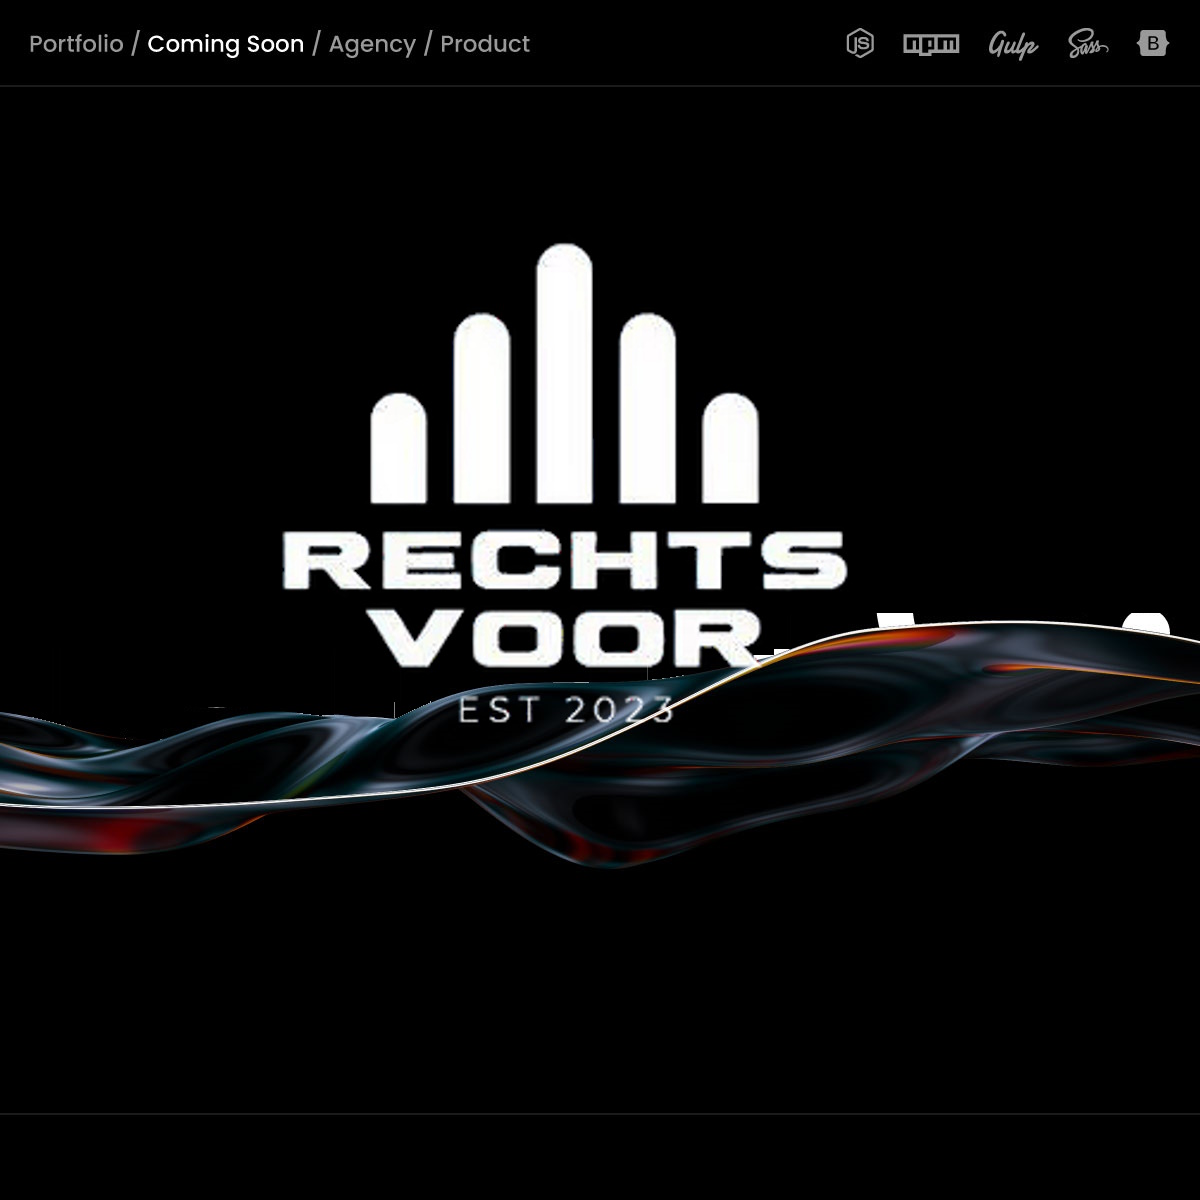 Portfolio / Coming Soon / Agency / Product
JS npm Gulp Sass B
RECHTS
VOOR
EST 2023